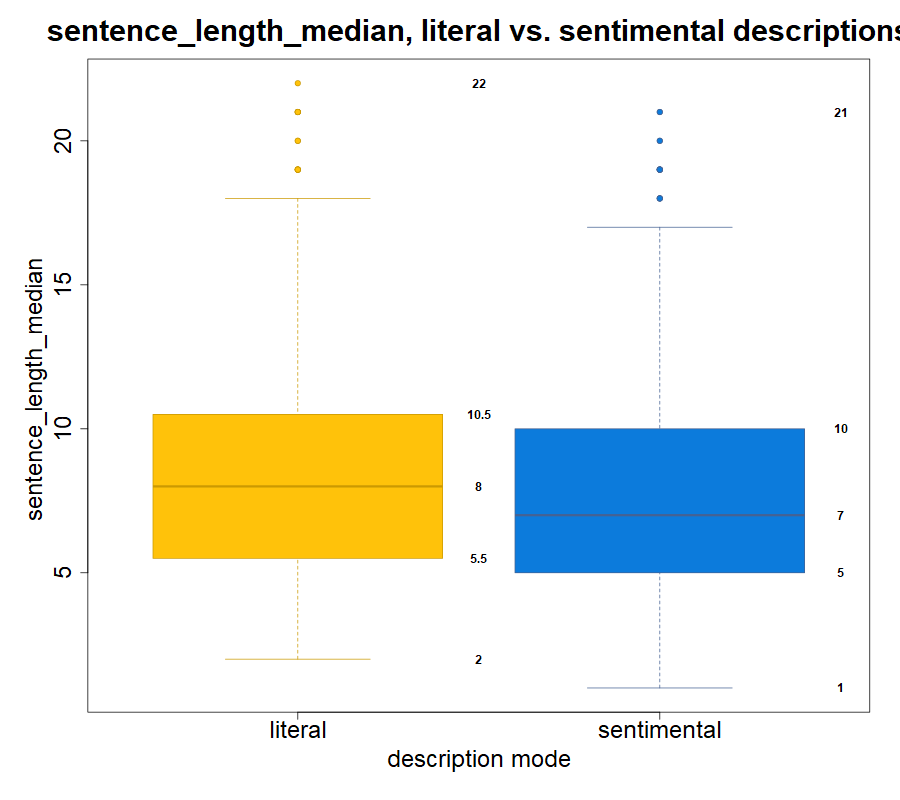 sentence_length_median, literal vs. sentimental descriptions
sentence_length_median
20
15
10
5
22
10.5
8
5.5
2
21
10
7
5
1
literal
sentimental
description mode